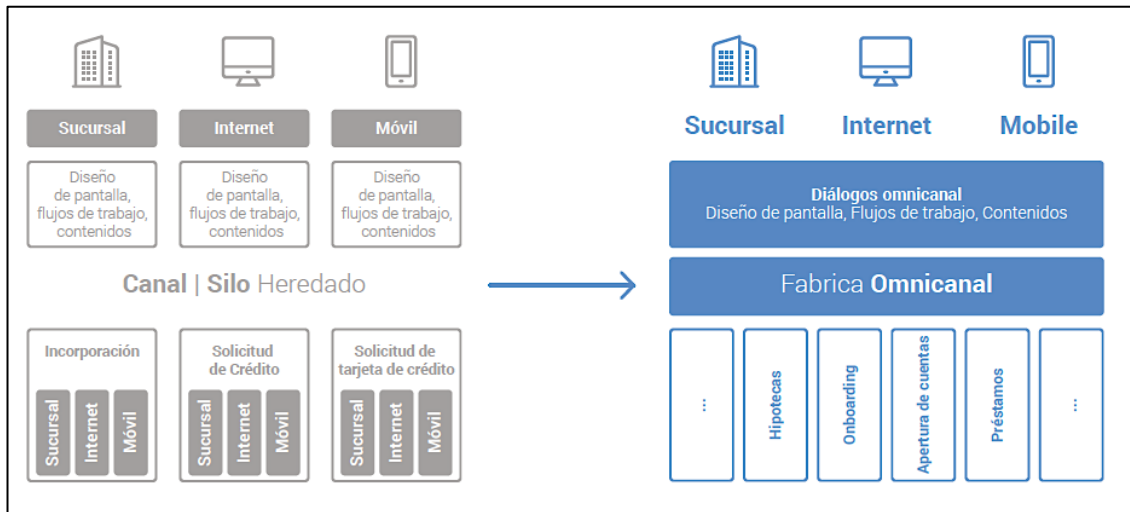 Sucursal
Internet
Móvil
Diseño
de pantalla,
flujos de trabajo,
contenidos
Diseño
de pantalla,
flujos de trabajo,
contenidos
Diseño
de pantalla,
flujos de trabajo,
contenidos
Canal | Silo Heredado
Incorporación
Sucursal
Internet
Móvil
Solicitud
de Crédito
Sucursal
Internet
Móvil
Solicitud de
tarjeta de crédito
Sucursal
Internet
Móvil
Sucursal
Internet
Mobile
Diálogos omnicanal
Diseño de pantalla, Flujos de trabajo, Contenidos
Fabrica Omnicanal
...
Hipotecas
Onboarding
Apertura de cuentas
Préstamos
...